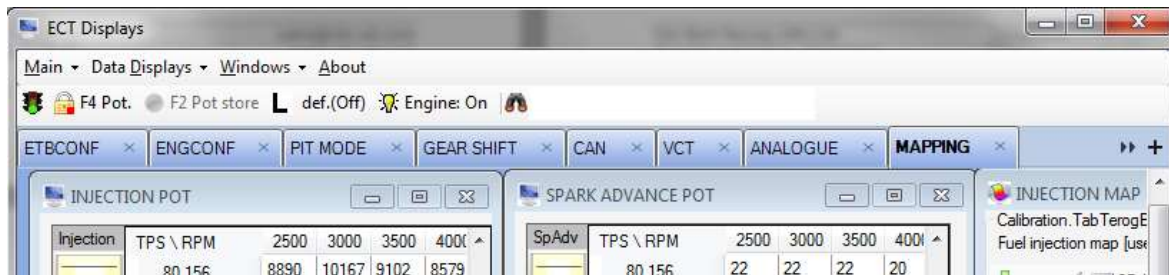 ECT Displays
Main Data Displays Windows About
F4 Pot. F2 Pot store L def.(Off) Engine: On
ETBCONF ENGCONF PIT MODE GEAR SHIFT CAN VCT ANALOGUE MAPPING
INJECTION POT SPARK ADVANCE POT INJECTION MAP
Calibration.TabTerogE
Injection TPS \ RPM 2500 3000 3500 400 SpAdv TPS \ RPM 2500 3000 3500 400 Fuel injection map [use
80.156 8890 10167 9102 8579 80.156 22 22 22 20